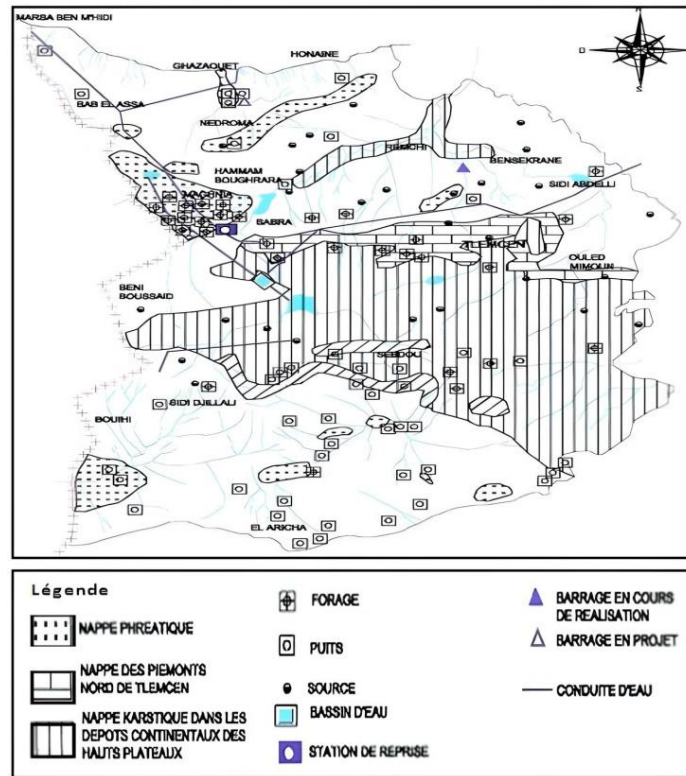 MARSA BEN M'HIDI
GHAZAOUET
HONAINE
BAB EL ASSA
NEDROMA
REMCHI
BENSEKRANE
HAMMAM
BOUGHRARA
SIDI ABDELLI
MAGHNIA
SABRA
TLEMCEN
OULED
MIMOUN
BENI
BOUSSAID
SEBDOU
SIDI DJILLALI
BOUIHI
EL ARICHA
O
Légende
NAPPE PHREATIQUE
NAPPE DES PIEMONTS
NORD DE TLEMCEN
NAPPE KARSTIQUE DANS LES
DEPOTS CONTINENTAUX DES
HAUTS PLATEAUX
FORAGE
PUITS
SOURCE
BASSIN D'EAU
STATION DE REPRISE
BARRAGE EN COURS
DE REALISATION
BARRAGE EN PROJET
CONDUITE D'EAU